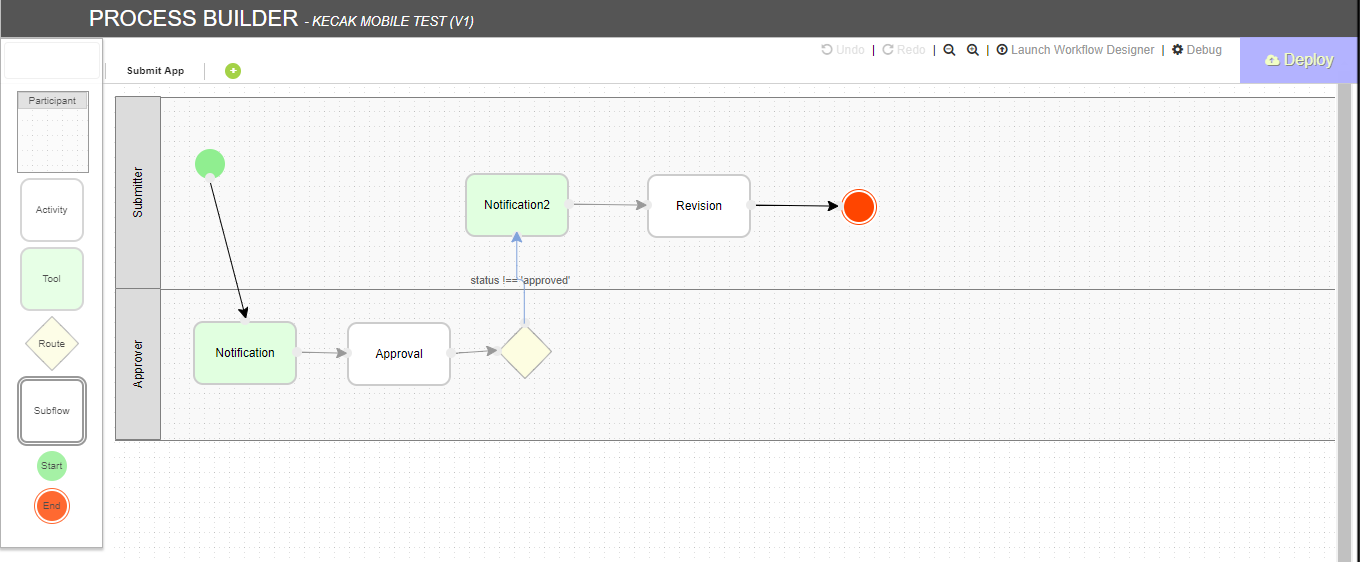 PROCESS BUILDER - KECAK MOBILE TEST (V1)
Undo | Redo | | Launch Workflow Designer | Debug
Deploy
Submit App
Participant
Activity
Tool
Route
Subflow
Start
End
Submitter
Notification2
Revision
status !== 'approved'
Approver
Notification
Approval